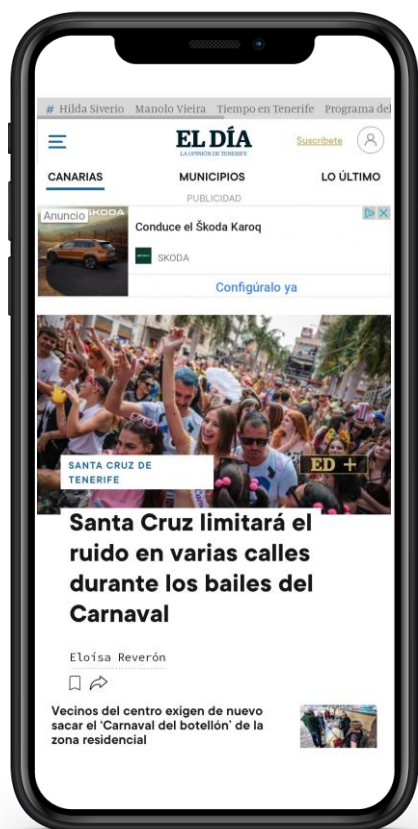 # Hilda Siverio Manolo Vieira Tiempo en Tenerife Programa del
EL DÍA
LA OPINIÓN DE TENERIFE
Suscríbete
CANARIAS MUNICIPIOS LO ÚLTIMO
PUBLICIDAD
Anuncio
SKODA
Conduce el Škoda Karoq
SKODA
Configúralo ya
SANTA CRUZ DE
TENERIFE
ED +
Santa Cruz limitará el
ruido en varias calles
durante los bailes del
Carnaval
Eloísa Reverón
Vecinos del centro exigen de nuevo
sacar el 'Carnaval del botellón' de la
zona residencial